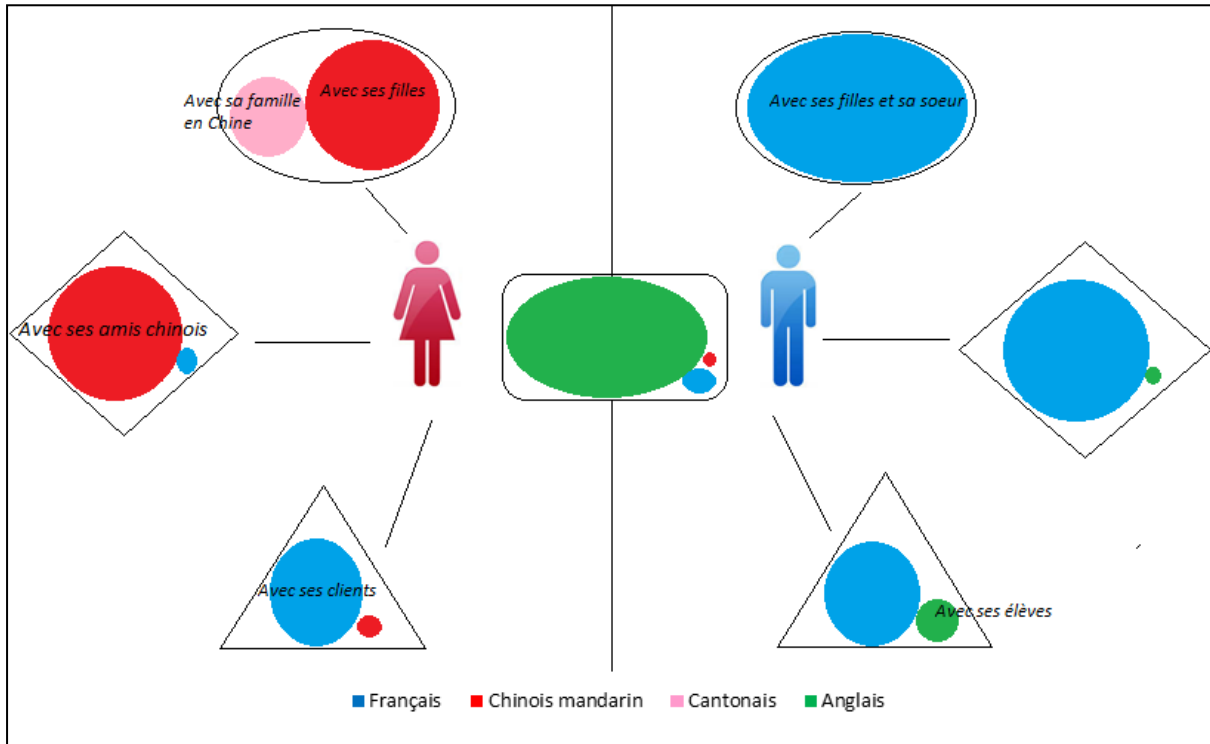 Avec sa famille
en Chine
Avec ses filles
Avec ses filles et sa soeur
Avec ses amis chinois
Avec ses clients
Avec ses élèves
Français Chinois mandarin Cantonais Anglais